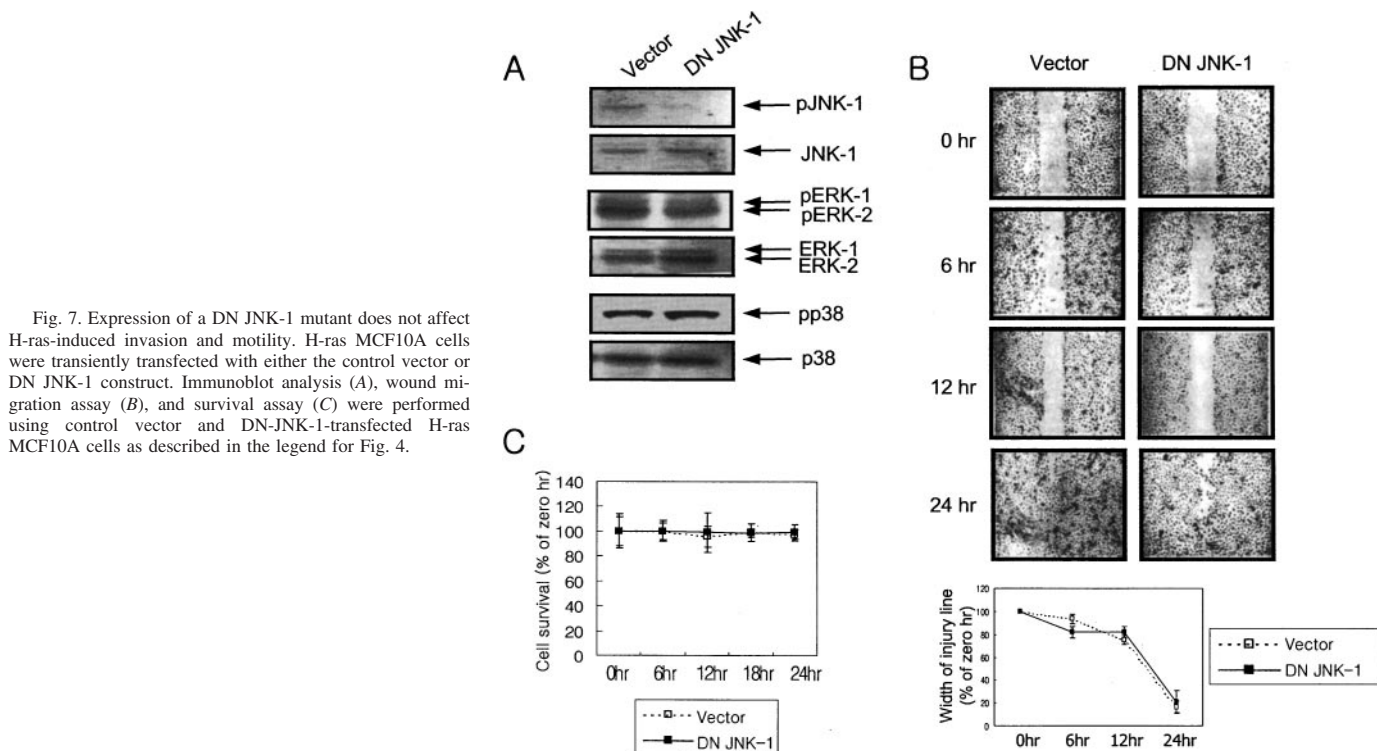 Fig. 7. Expression of a DN JNK-1 mutant does not affect
H-ras-induced invasion and motility. H-ras MCF10A cells
were transiently transfected with either the control vector or
DN JNK-1 construct. Immunoblot analysis (A), wound mi-
gration assay (B), and survival assay (C) were performed
using control vector and DN-JNK-1-transfected H-ras
MCF10A cells as described in the legend for Fig. 4.
A
Vector
DN JNK-1
pJNK-1
JNK-1
pERK-1
pERK-2
ERK-1
ERK-2
pp38
p38
B
Vector
DN JNK-1
0 hr
6 hr
12 hr
24 hr
C
Cell survival (% of zero hr)
140
120
100
80
60
40
20
0
0hr 6hr 12hr 18hr 24hr
Vector
DN JNK-1
Width of injury line
(% of zero hr)
120
100
80
60
40
20
0
0hr 6hr 12hr 24hr
Vector
DN JNK-1